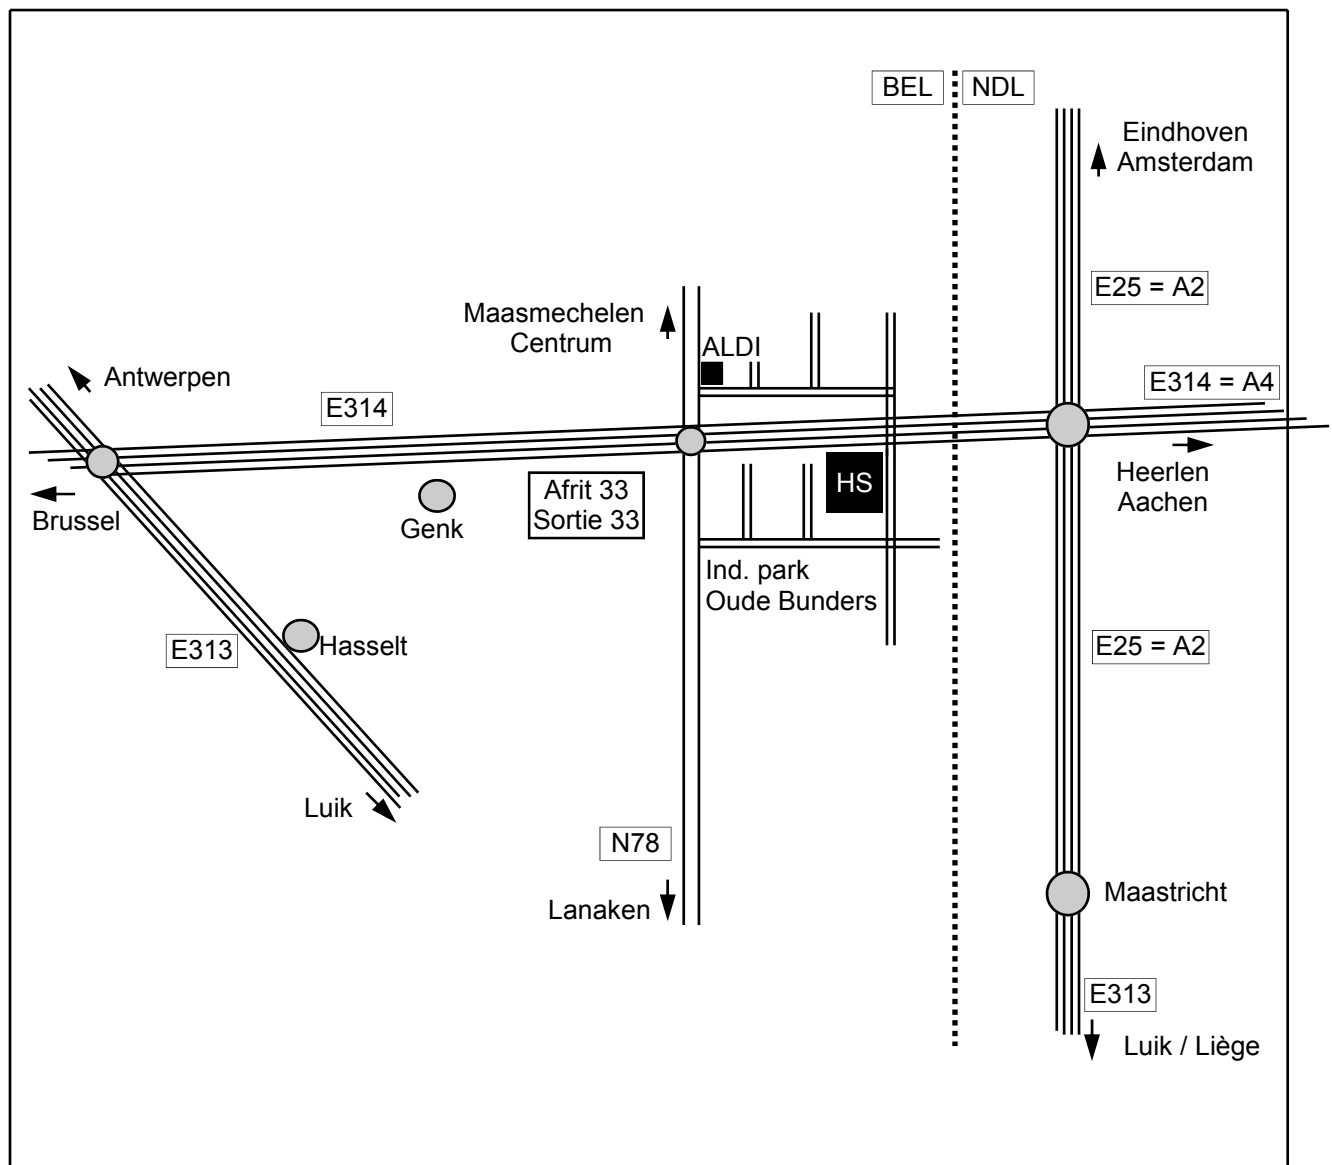 BEL
NDL
Eindhoven
Amsterdam
E25 = A2
Maasmechelen
Centrum
ALDI
Antwerpen
E314
E314 = A4
Brussel
Genk
Afrit 33
Sortie 33
HS
Heerlen
Aachen
Ind. park
Oude Bunders
E313
Hasselt
E25 = A2
Luik
N78
Lanaken
Maastricht
E313
Luik / Liège